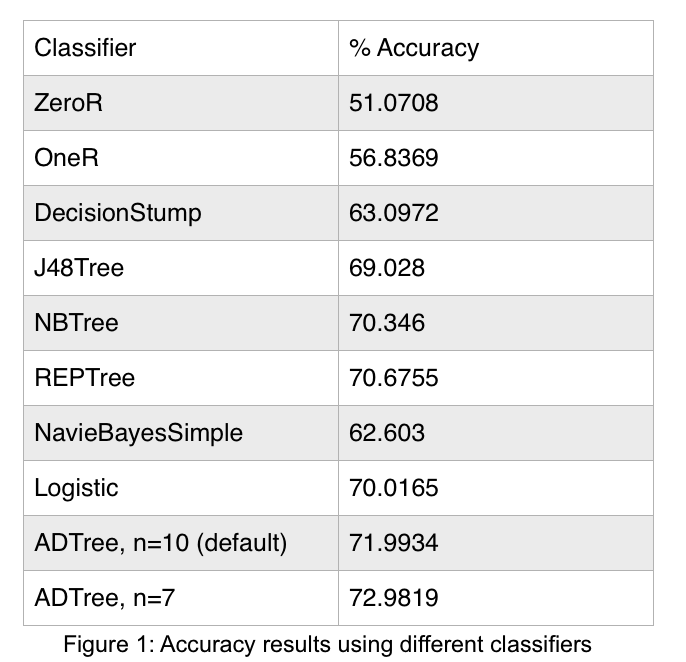 Classifier % Accuracy
ZeroR 51.0708
OneR 56.8369
DecisionStump 63.0972
J48Tree 69.028
NBTree 70.346
REPTree 70.6755
NavieBayesSimple 62.603
Logistic 70.0165
ADTree, n=10 (default) 71.9934
ADTree, n=7 72.9819
Figure 1: Accuracy results using different classifiers